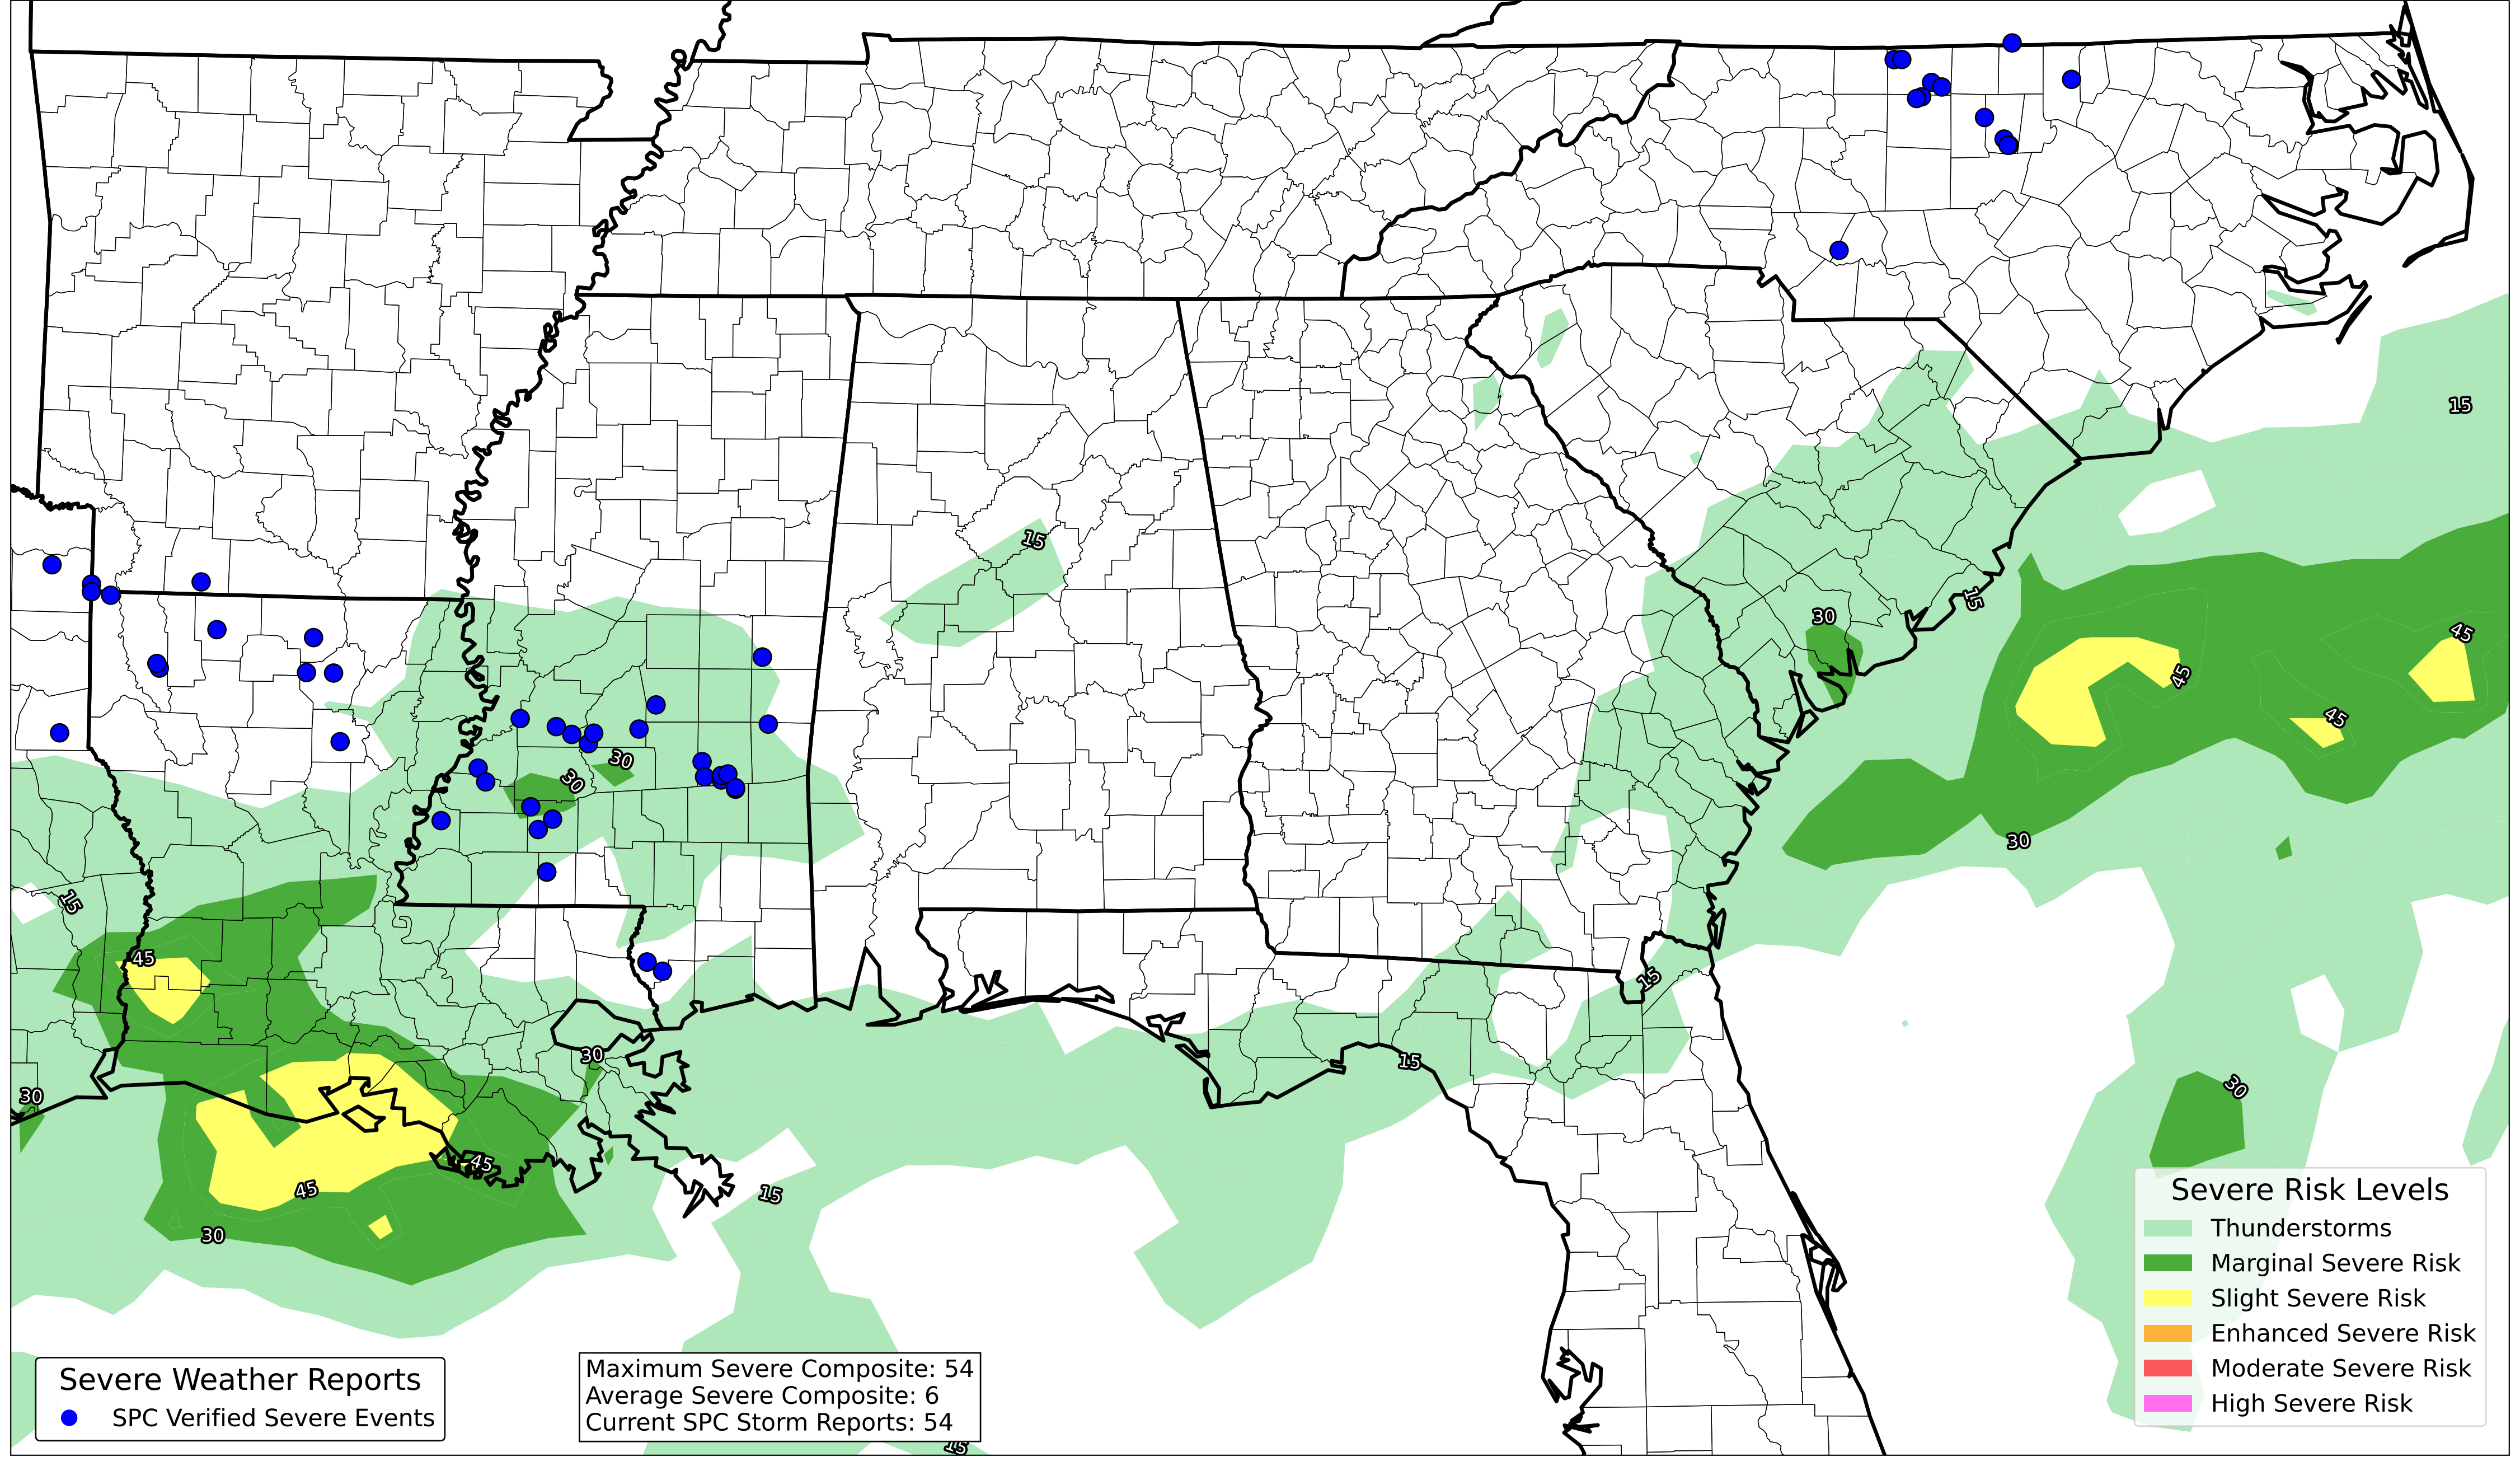 15
15
30
15
45
45
45
30
30
30
15
45
15
30
15
30
30
30
45
45
15
30
15
Severe Risk Levels
Thunderstorms
Marginal Severe Risk
Slight Severe Risk
Enhanced Severe Risk
Moderate Severe Risk
High Severe Risk
Severe Weather Reports
SPC Verified Severe Events
Maximum Severe Composite: 54
Average Severe Composite: 6
Current SPC Storm Reports: 54